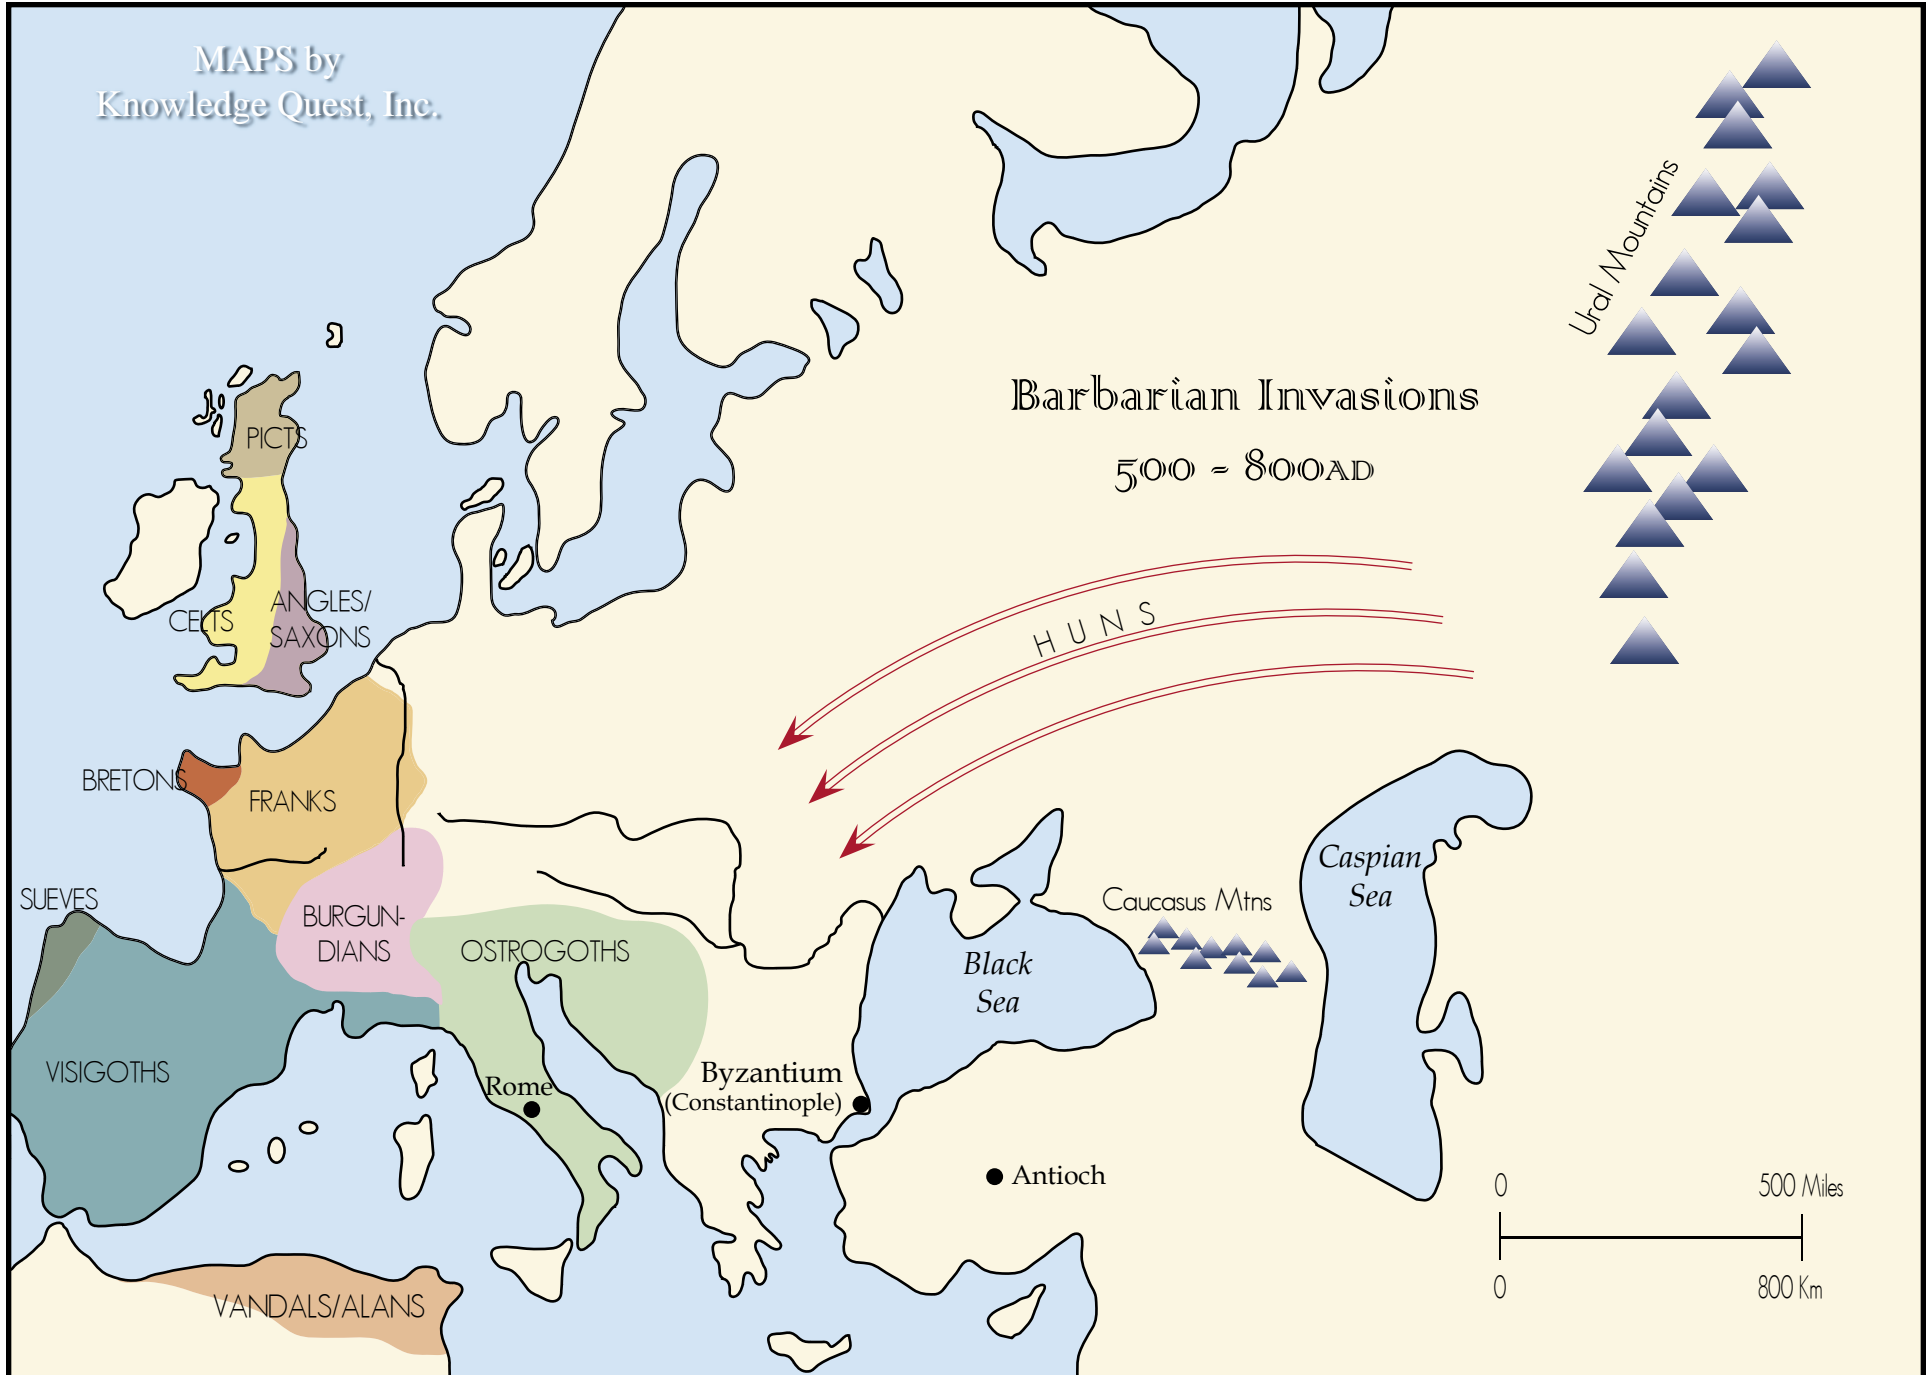 MAPS by
Knowledge Quest, Inc.
Ural Mountains
Barbarian Invasions
500 - 800AD
PICTS
CELTS
ANGLES/
SAXONS
HUNS
BRETONS
FRANKS
SUEVES
BURGUN-
DIANS
OSTROGOTHS
Caspian
Sea
Caucasus Mtns
Black
Sea
VISIGOTHS
Rome
Byzantium
(Constantinople)
Antioch
0
500 Miles
0
800 Km
VANDALS/ALANS